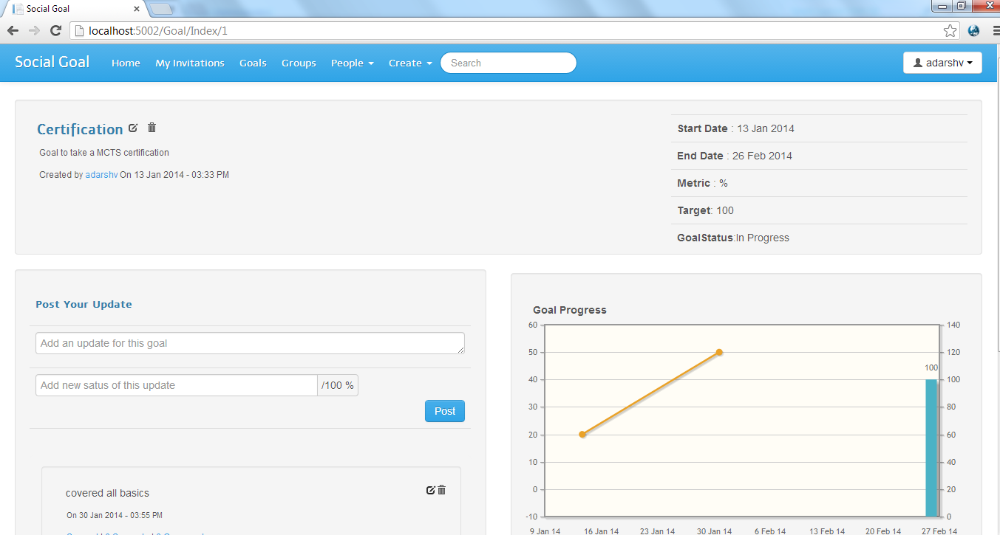 Social Goal
localhost:5002/Goal/Index/1
Social Goal Home My Invitations Goals Groups People Create Search adarshv
Certification
Goal to take a MCTS certification
Created by adarshv On 13 Jan 2014 - 03:33 PM
Start Date : 13 Jan 2014
End Date : 26 Feb 2014
Metric : %
Target: 100
GoalStatus:In Progress
Post Your Update
Add an update for this goal
Add new satus of this update /100 %
Post
covered all basics
On 30 Jan 2014 - 03:55 PM
Goal Progress
60 140
50 120
100
40 100
30 80
20 60
10 40
0 20
-10 0
9 Jan 14 16 Jan 14 23 Jan 14 30 Jan 14 6 Feb 14 13 Feb 14 20 Feb 14 27 Feb 14